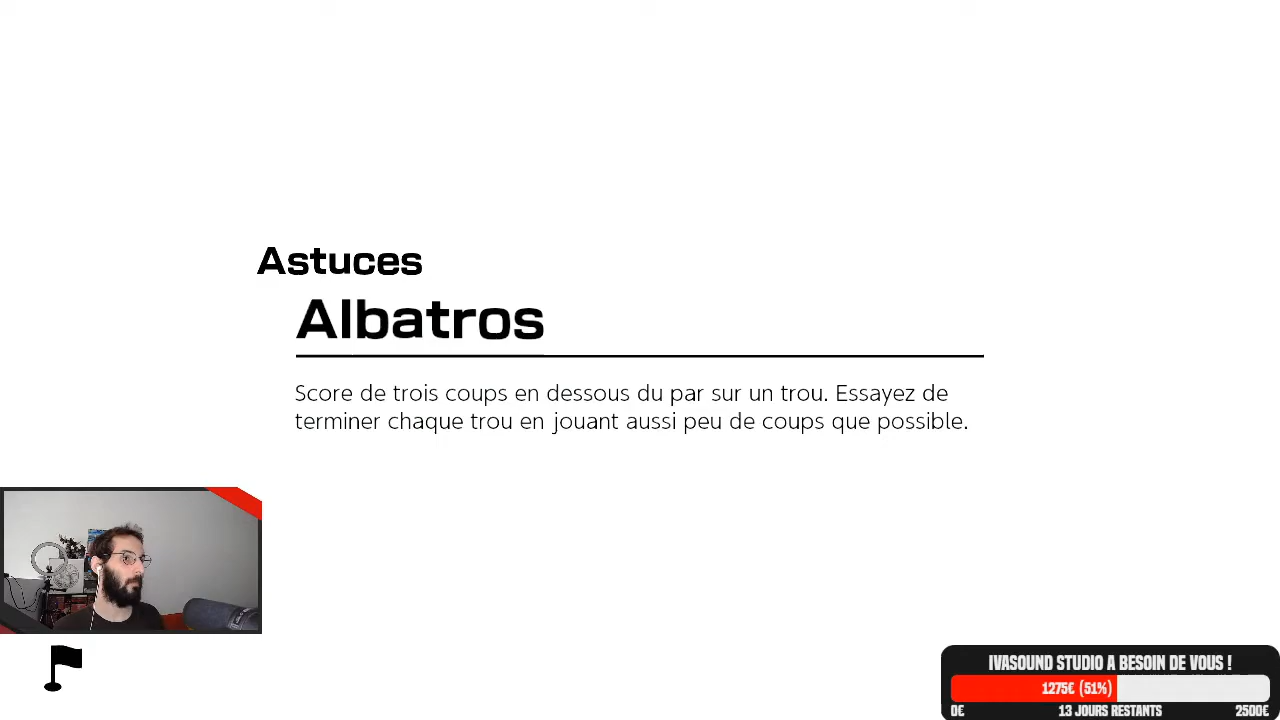 Astuces
Albatros
Score de trois coups en dessous du par sur un trou. Essayez de
terminer chaque trou en jouant aussi peu de coups que possible.
IVASOUND STUDIO A BESOIN DE VOUS !
1275€ (51%)
0€ 13 JOURS RESTANTS 2500€